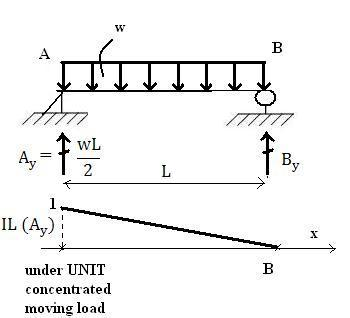 w
A
B
Ay = wL/2
By
L
1
IL (Ay)
x
B
under UNIT
concentrated
moving load